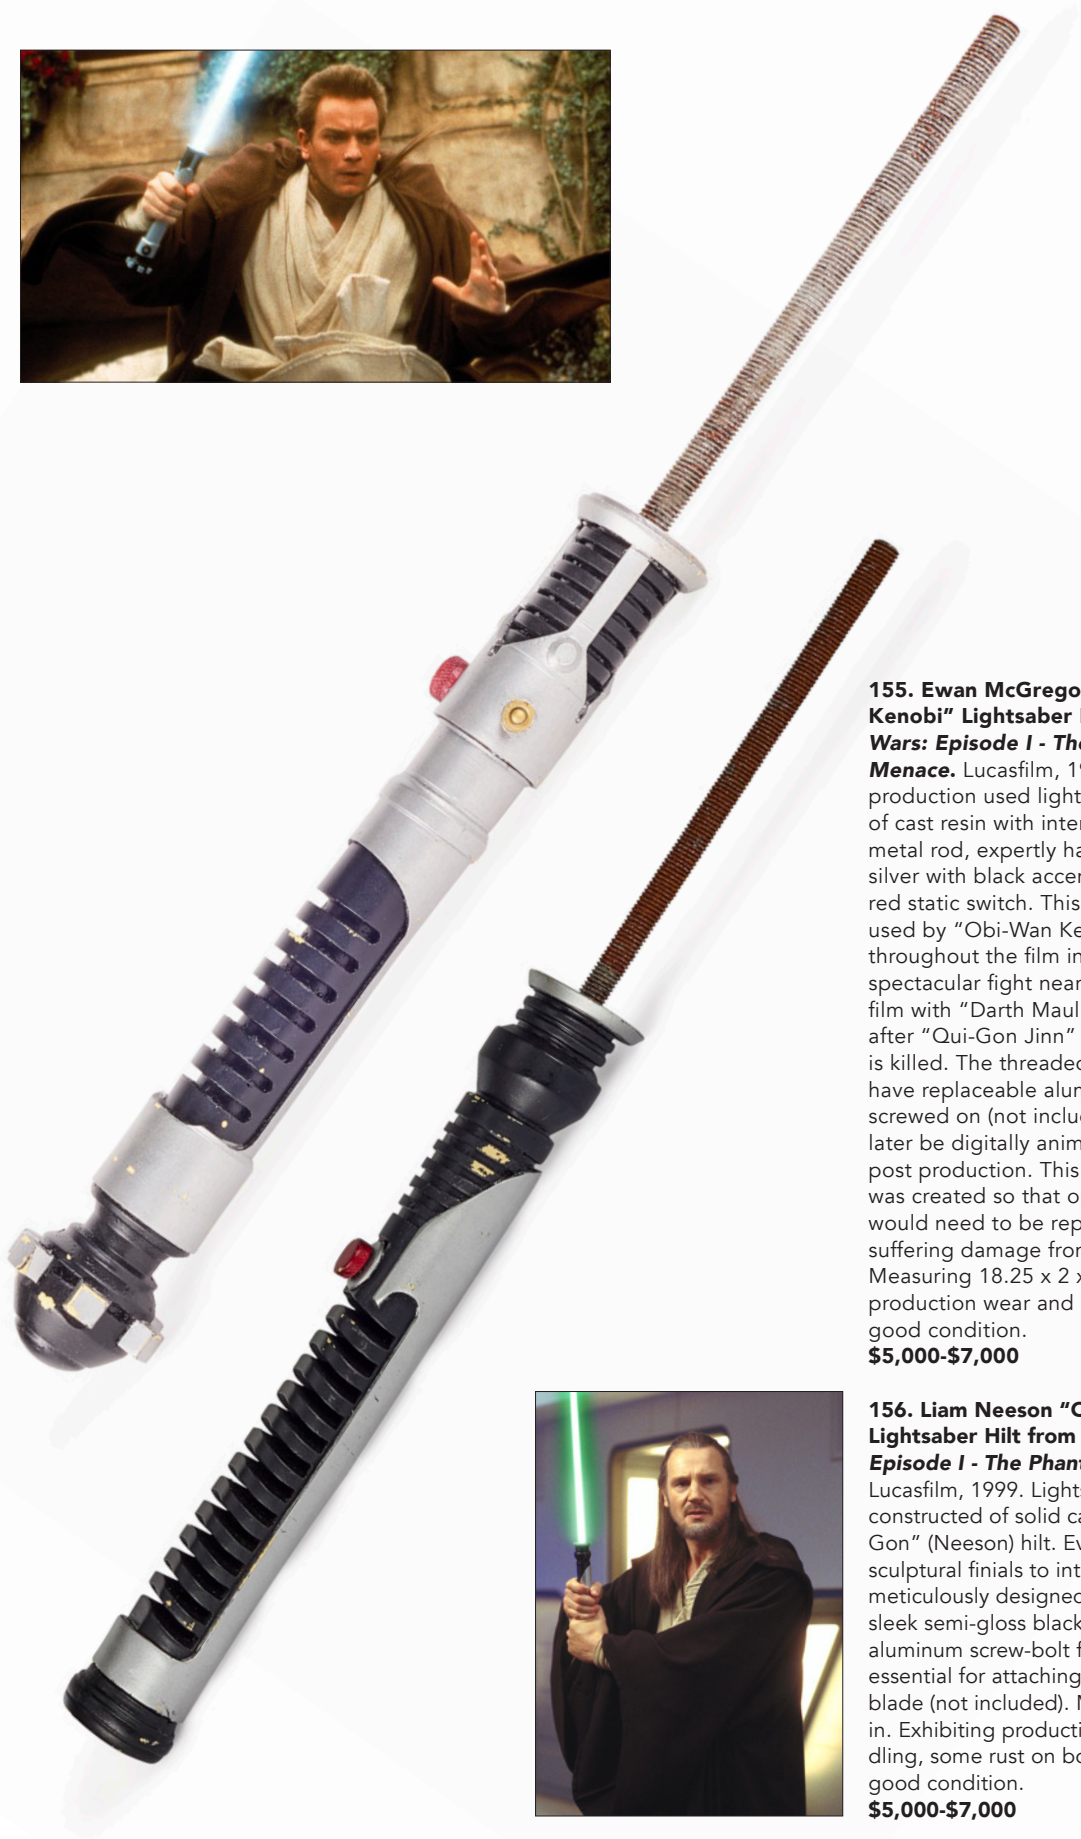 155. Ewan McGrego
Kenobi” Lightsaber
Wars: Episode I - The
Menace. Lucasfilm, 19
production used light
of cast resin with inter
metal rod, expertly ha
silver with black accen
red static switch. This
used by “Obi-Wan Ke
throughout the film in
spectacular fight near
film with “Darth Maul
after “Qui-Gon Jinn”
is killed. The threaded
have replaceable alum
screwed on (not includ
later be digitally anim
post production. This
was created so that o
would need to be rep
suffering damage from
Measuring 18.25 x 2 x
production wear and
good condition.
$5,000-$7,000
156. Liam Neeson “Q
Lightsaber Hilt from
Episode I - The Phant
Lucasfilm, 1999. Lights
constructed of solid ca
Gon” (Neeson) hilt. Ev
sculptural finials to int
meticulously designed
sleek semi-gloss black
aluminum screw-bolt f
essential for attaching
blade (not included). M
in. Exhibiting producti
dling, some rust on bo
good condition.
$5,000-$7,000